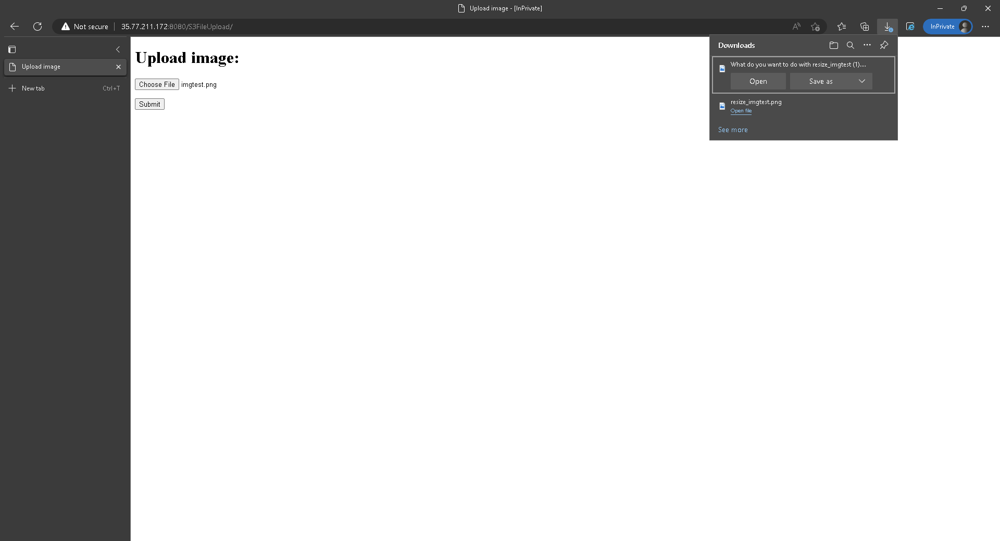 Upload image - [InPrivate]
Not secure
35.77.211.172:8080/S3FileUpload/
InPrivate
Upload image
New tab Ctrl+T
Upload image:
Choose File imgtest.png
Submit
Downloads
What do you want to do with resize_imgtest (1)....
Open Save as
resize_imgtest.png
Open file
See more